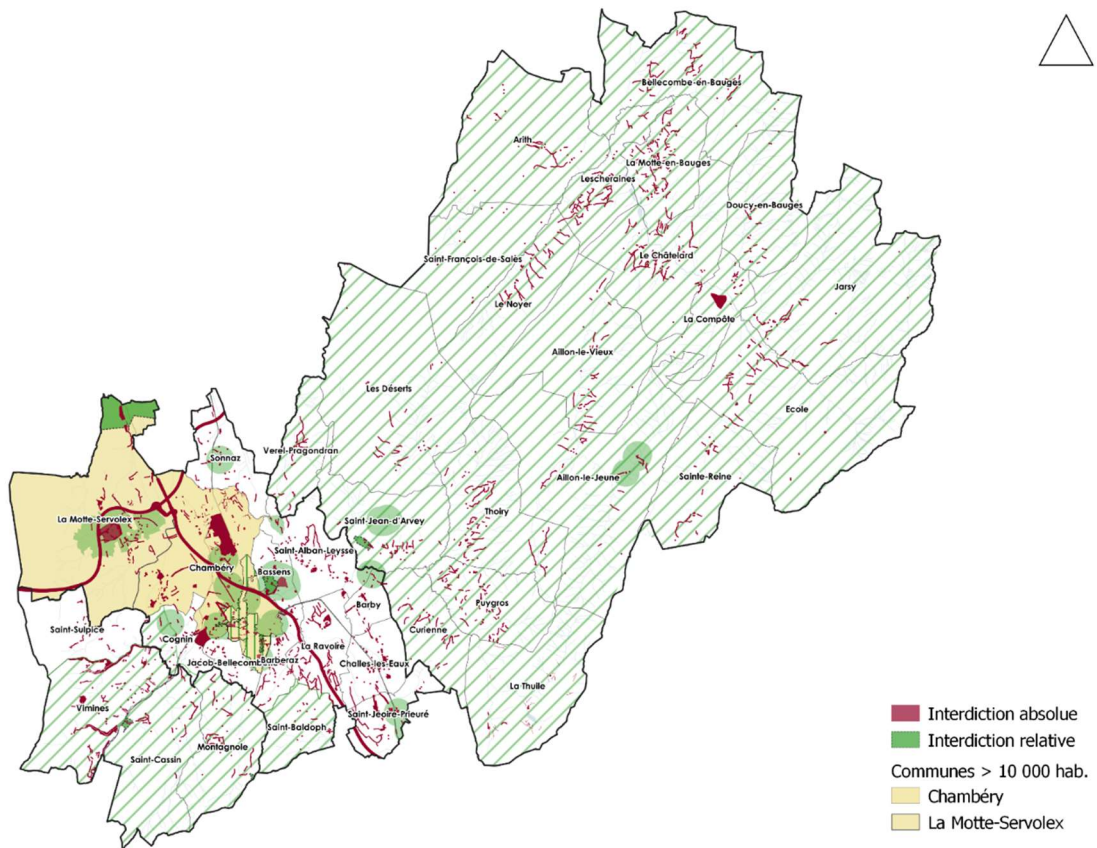 Bellecombe-en-Bauges
Arith
La Motte-en-Bauges
Lescheraines
Doucy-en-Bauges
Saint-François-de-Salès
Le Châtelard
Jarsy
Le Noyer
La Compôte
Aillon-le-Vieux
Les Déserts
Ecole
Verel-Pragondran
Sonnaz
Aillon-le-Jeune
Sainte-Reine
Thoiry
La Motte-Servolex
Saint-Jean-d'Arvey
Saint-Alban-Leysse
Chambéry
Bassens
Barby
Puygros
Saint-Sulpice
Curienne
Cognin
La Ravoire
Jacob-Bellecombe
Barberaz
Challes-les-Eaux
La Thuile
Vimines
Saint-Jeoire-Prieuré
Saint-Baldoph
Montagnole
Saint-Cassin
Interdiction absolue
Interdiction relative
Communes > 10 000 hab.
Chambéry
La Motte-Servolex